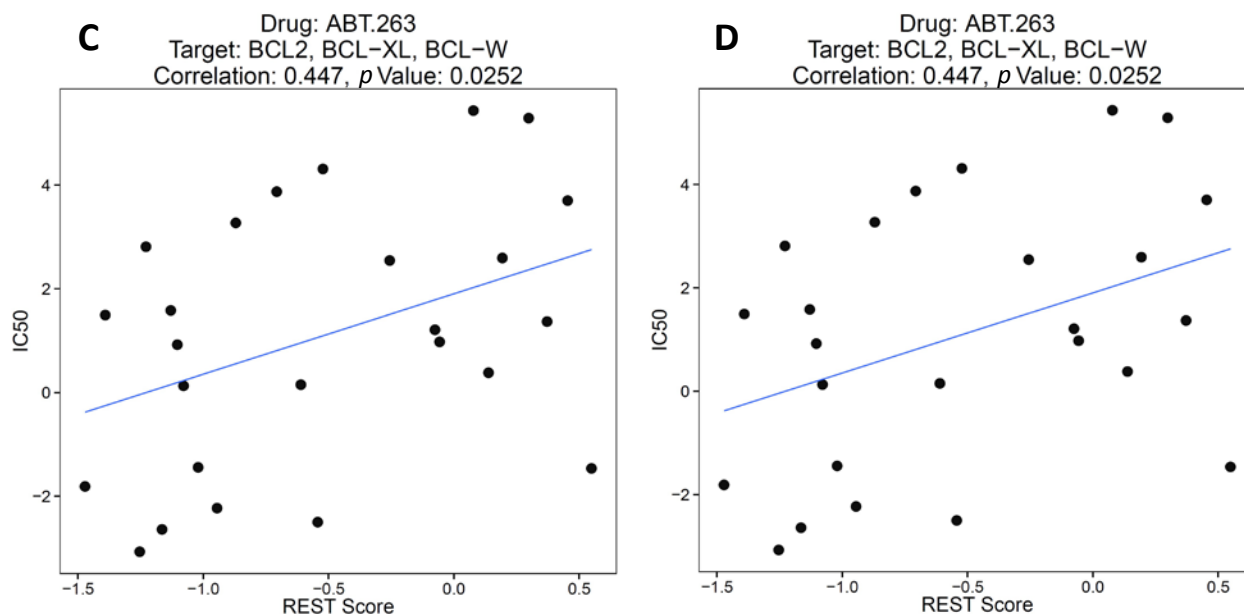 C
Drug: ABT.263
Target: BCL2, BCL−XL, BCL−W
Correlation: 0.447, p Value: 0.0252
IC50
4
2
0
−2
−1.5 −1.0 −0.5 0.0 0.5
REST Score
D
Drug: ABT.263
Target: BCL2, BCL−XL, BCL−W
Correlation: 0.447, p Value: 0.0252
IC50
4
2
0
−2
−1.5 −1.0 −0.5 0.0 0.5
REST Score